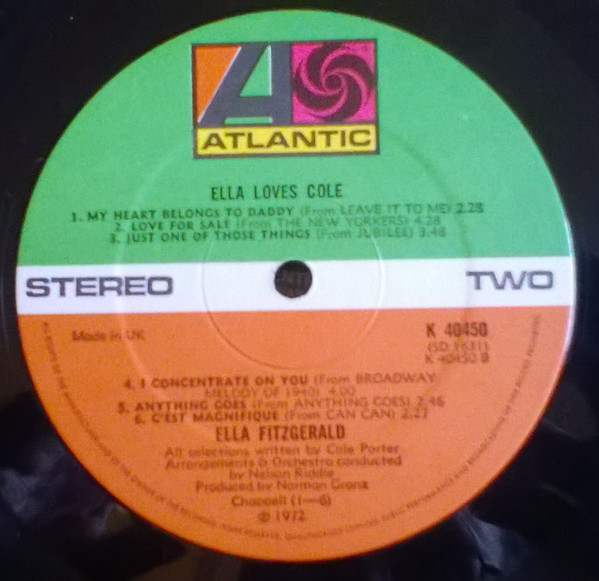 ATLANTIC
ELLA LOVES COLE
1. MY HEART BELONGS TO DADDY (From LEAVE IT TO ME) 2.28
2. LOVE FOR SALE (From THE NEW YORKERS) 4.28
3. JUST ONE OF THOSE THINGS (From JUBILEE) 3.48
STEREO TWO
Made in UK
K 40450
(SD 1631)
K 40450 B
4. I CONCENTRATE ON YOU (From BROADWAY
MELODY OF 1940) 4.00
5. ANYTHING GOES (From ANYTHING GOES) 2.46
6. C'EST MAGNIFIQUE (From CAN CAN) 2.27
ELLA FITZGERALD
All selections written by Cole Porter
Arrangements & Orchestra conducted
by Nelson Riddle
Produced by Norman Granz
Chappell (1—6)
℗ 1972